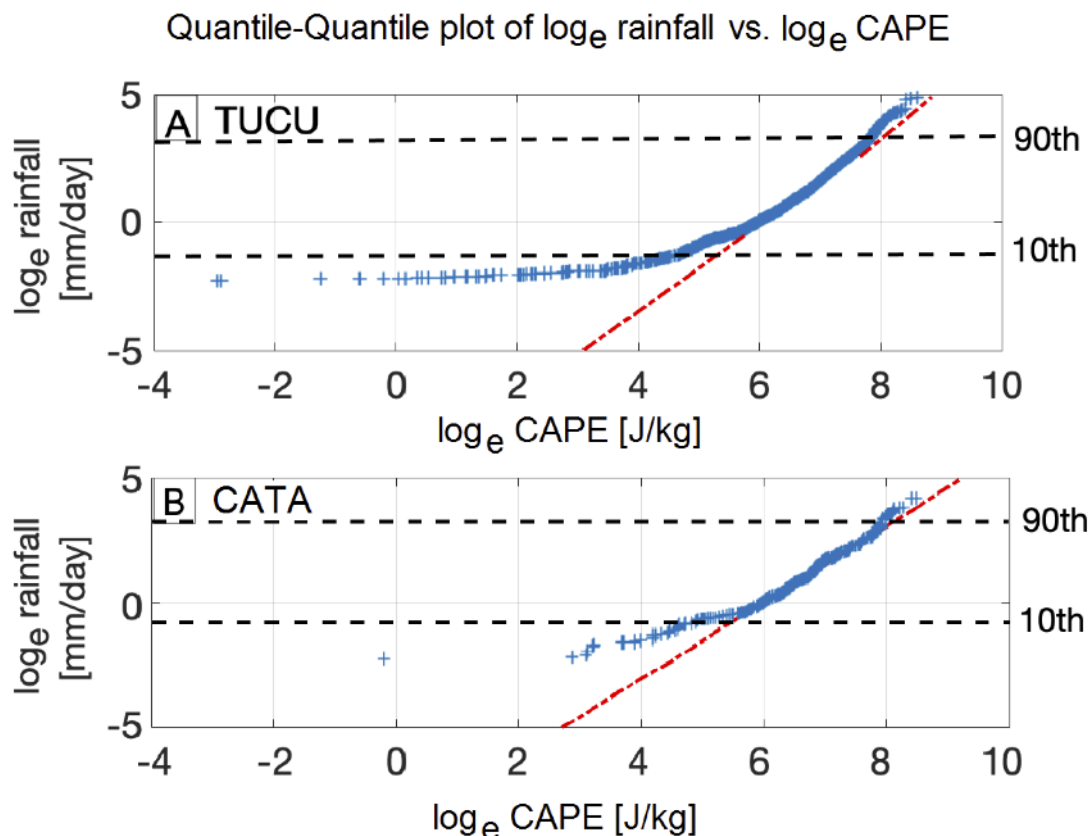 Quantile-Quantile plot of loge rainfall vs. loge CAPE
A TUCU
5
0
-5
loge rainfall
[mm/day]
90th
10th
-4 -2 0 2 4 6 8 10
loge CAPE [J/kg]
B CATA
5
0
-5
loge rainfall
[mm/day]
90th
10th
-4 -2 0 2 4 6 8 10
loge CAPE [J/kg]